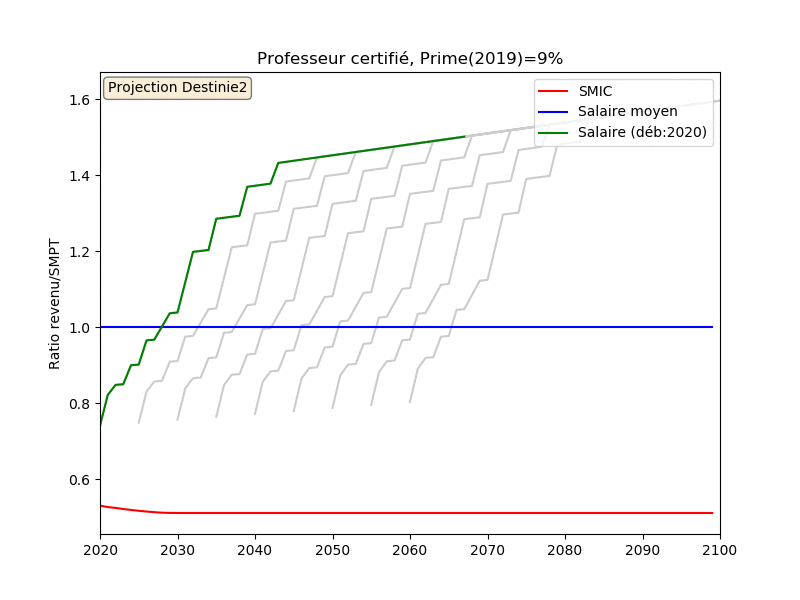 Professeur certifié, Prime(2019)=9%
Projection Destinie2
SMIC
Salaire moyen
Salaire (déb:2020)
Ratio revenu/SMPT
1.6
1.4
1.2
1.0
0.8
0.6
2020 2030 2040 2050 2060 2070 2080 2090 2100